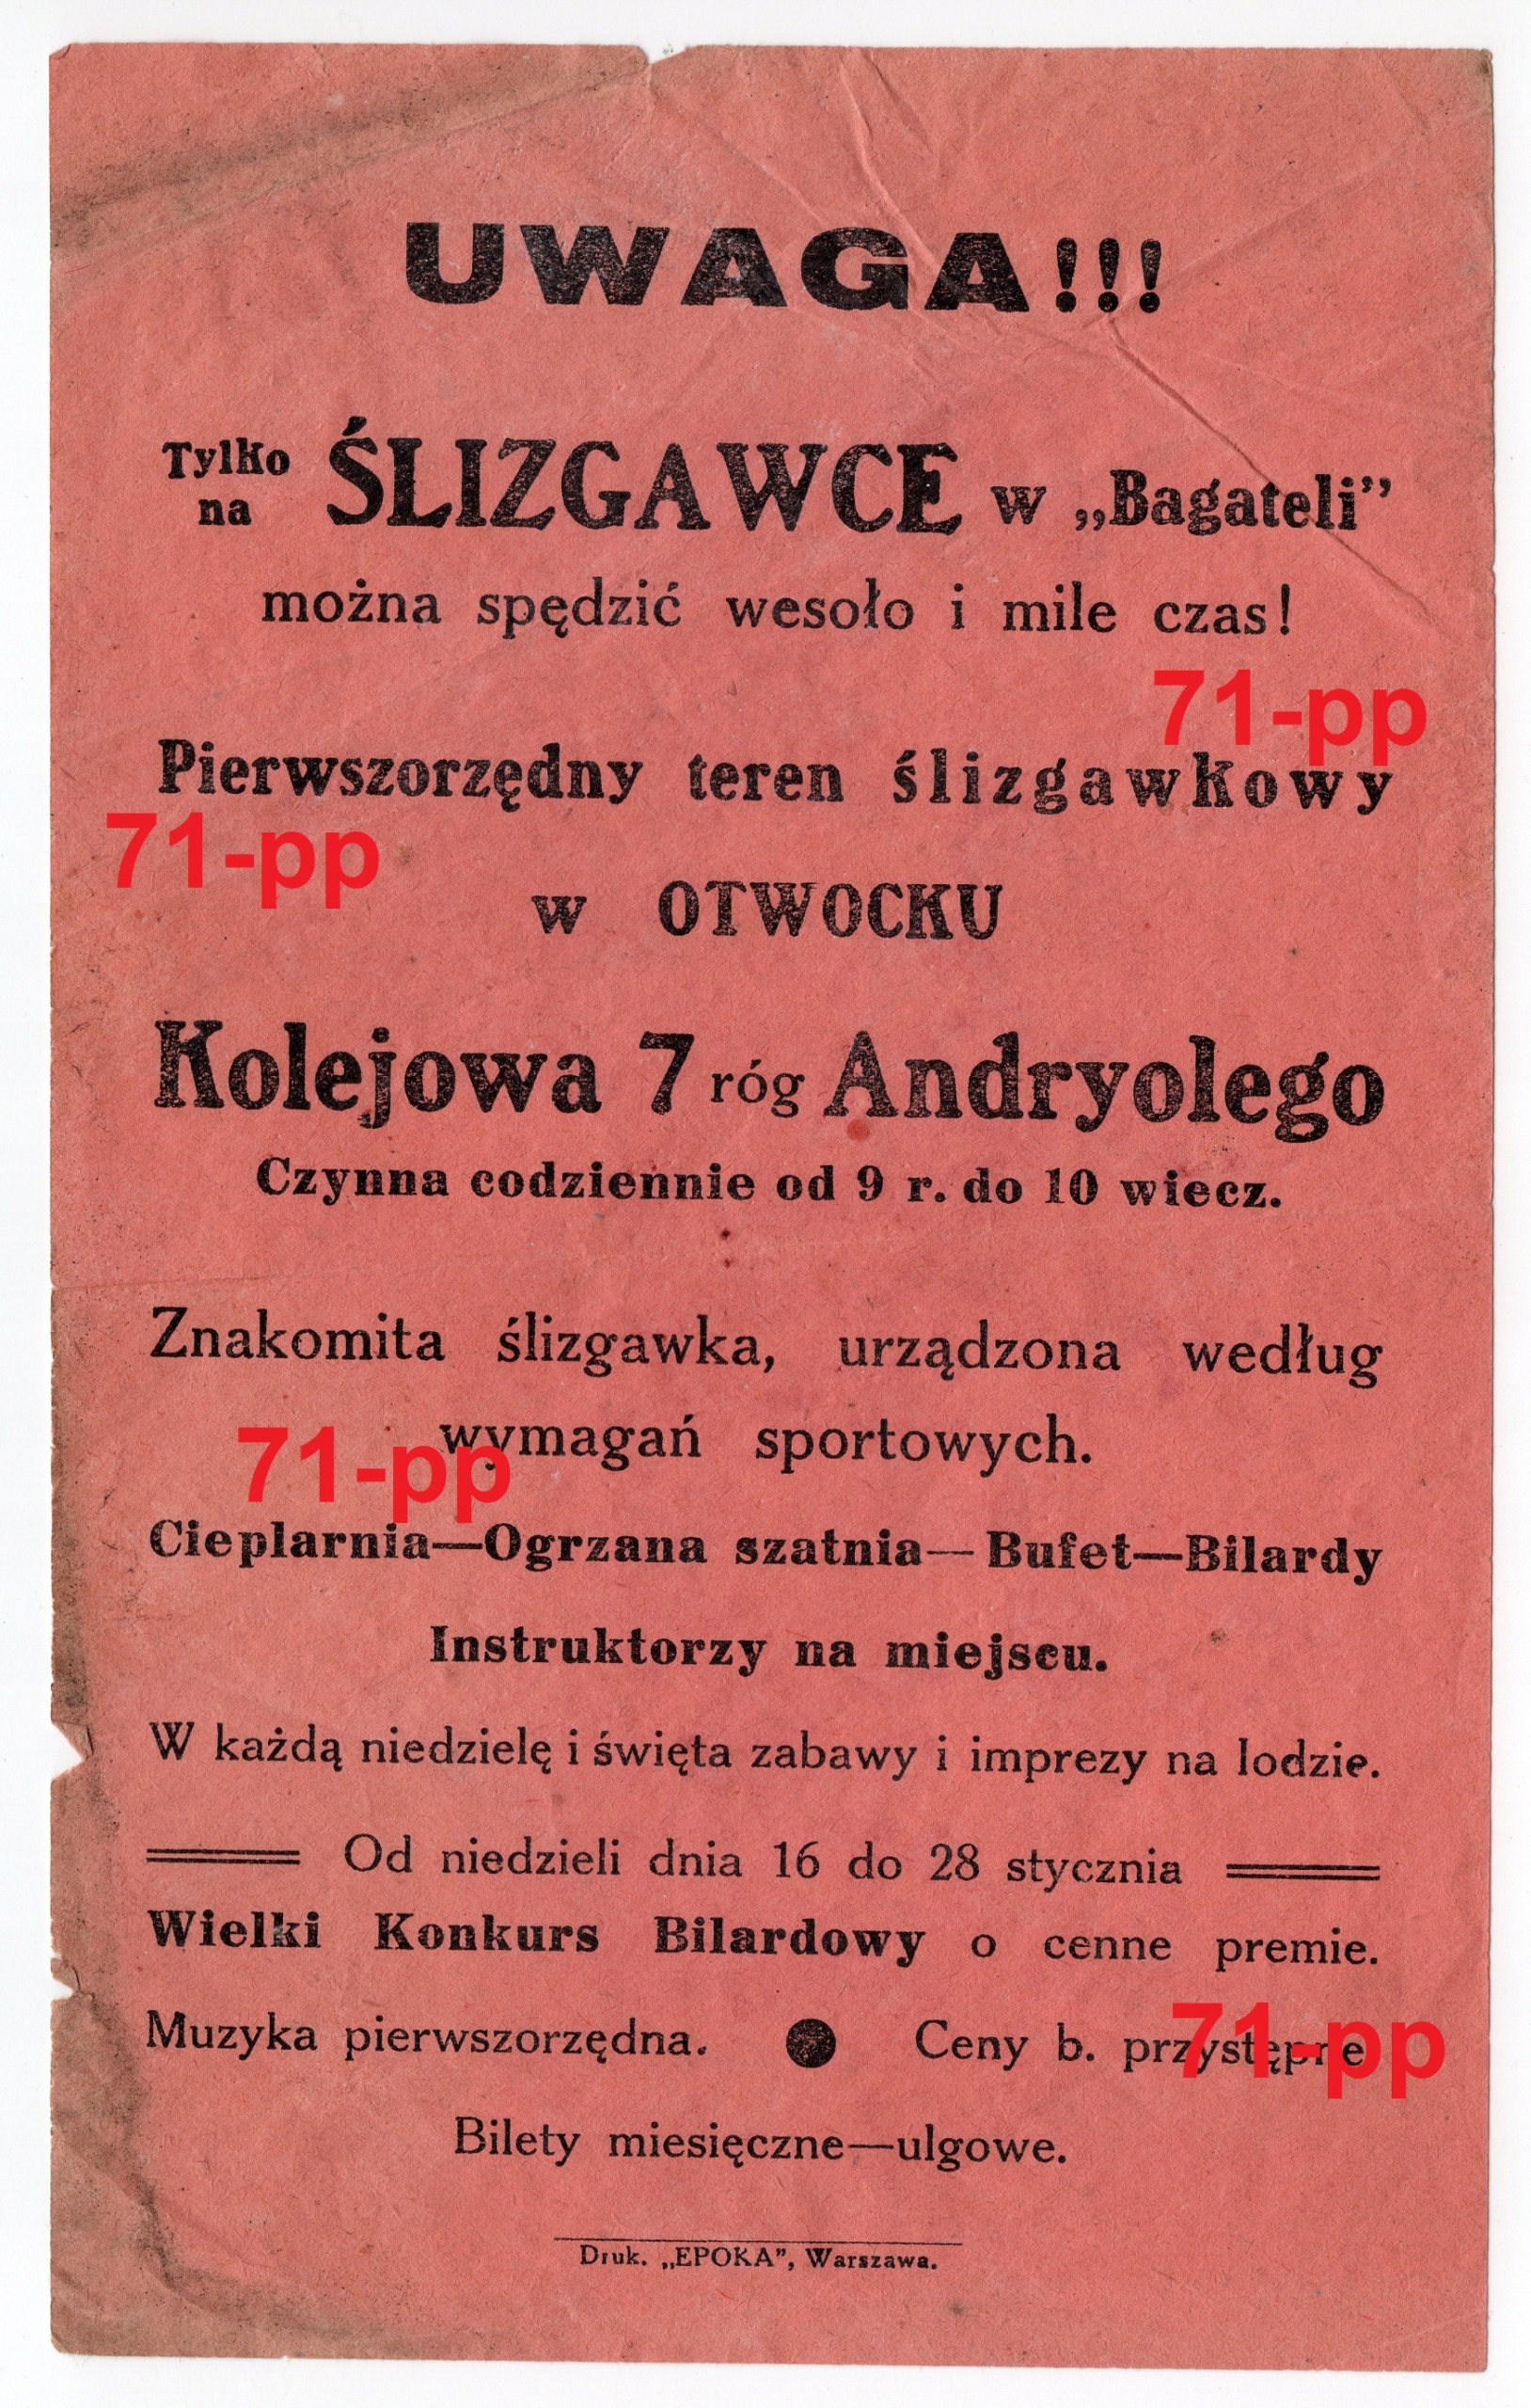 UWAGA!!!
Tylko na ŚLIZGAWCE w „Bagateli”
można spędzić wesoło i mile czas!
71-pp
Pierwszorzędny teren ślizgawkowy
71-pp
w OTWOCKU
Kolejowa 7 róg Andryolego
Czynna codziennie od 9 r. do 10 wiecz.
Znakomita ślizgawka, urządzona według
wymagań sportowych.
71-pp
Cieplarnia—Ogrzana szatnia—Bufet—Bilardy
Instruktorzy na miejscu.
W każdą niedzielę i święta zabawy i imprezy na lodzie.
Od niedzieli dnia 16 do 28 stycznia
Wielki Konkurs Bilardowy o cenne premie.
Muzyka pierwszorzędna. ● Ceny b. przystępne
71-pp
Bilety miesięczne—ulgowe.
Druk. „EPOKA”, Warszawa.